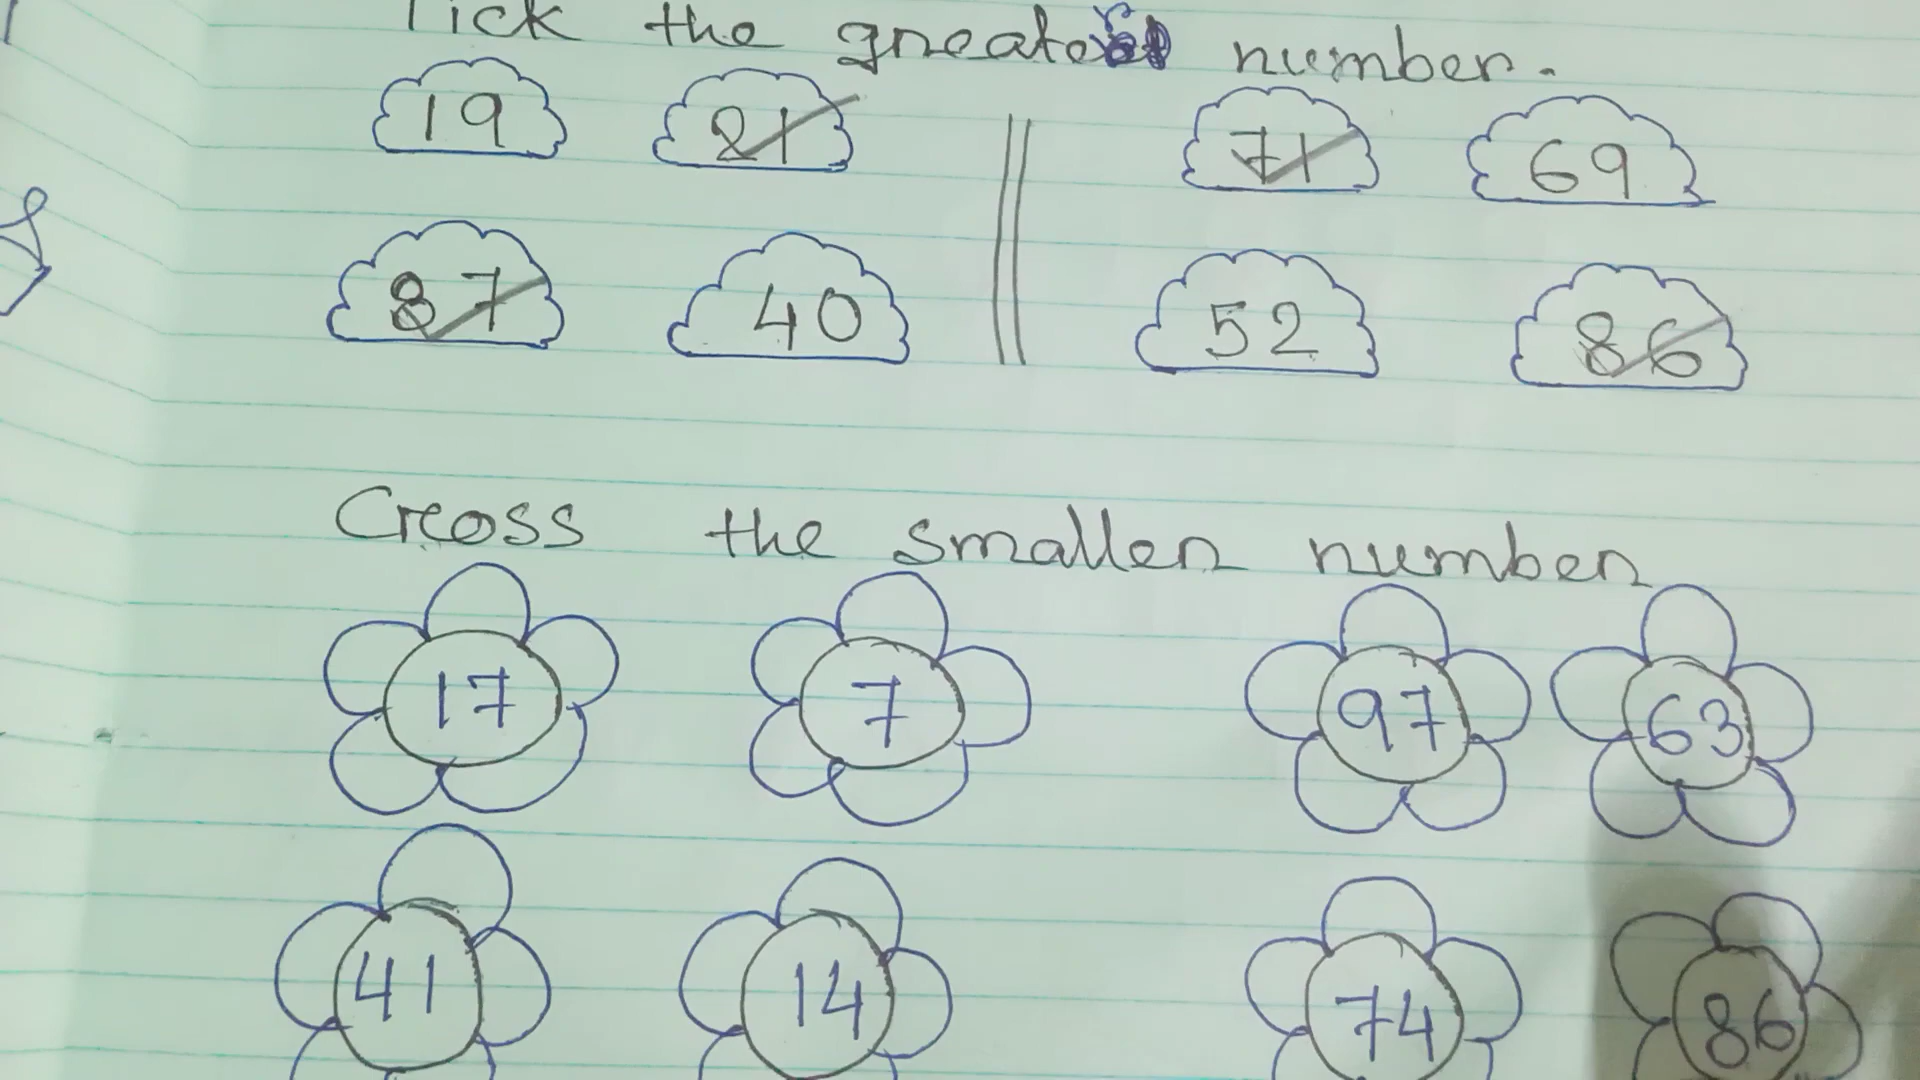 Tick the greater number.
19 21 71 69
87 40 52 86
Cross the smaller number
17 7 97 63
41 14 74 86